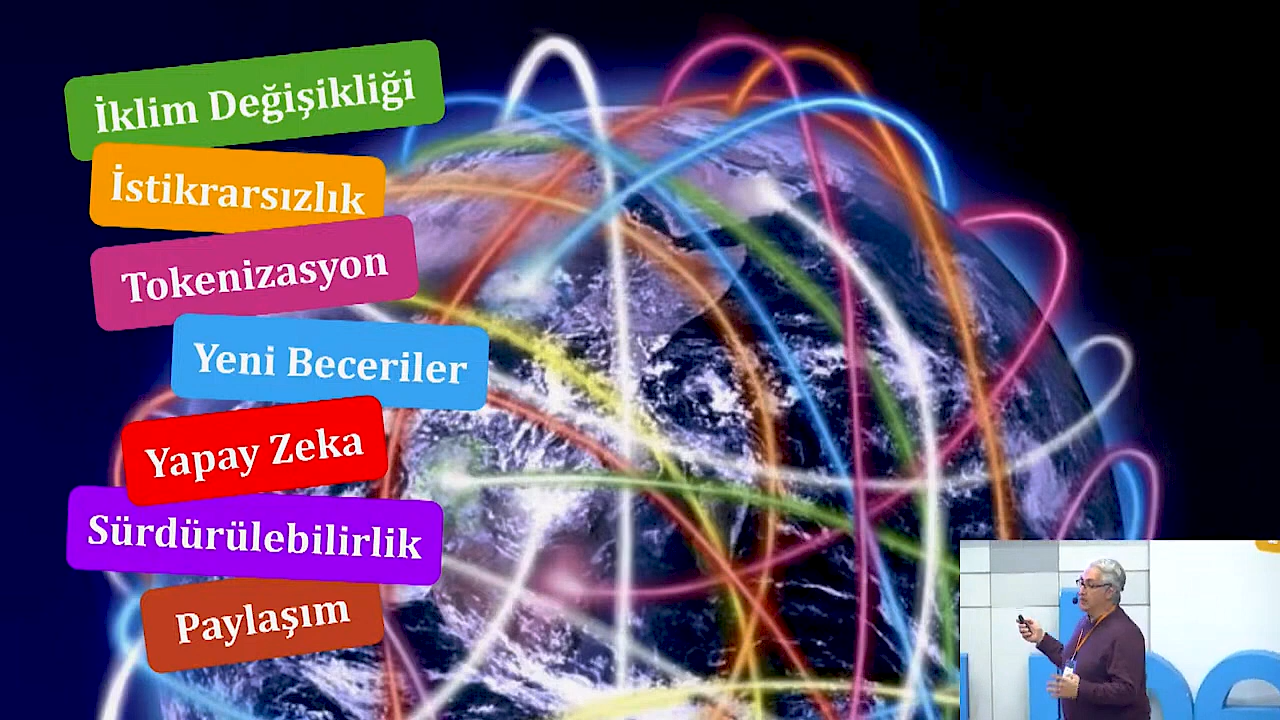 İklim Değişikliği
İstikrarsızlık
Tokenizasyon
Yeni Beceriler
Yapay Zeka
Sürdürülebilirlik
Paylaşım